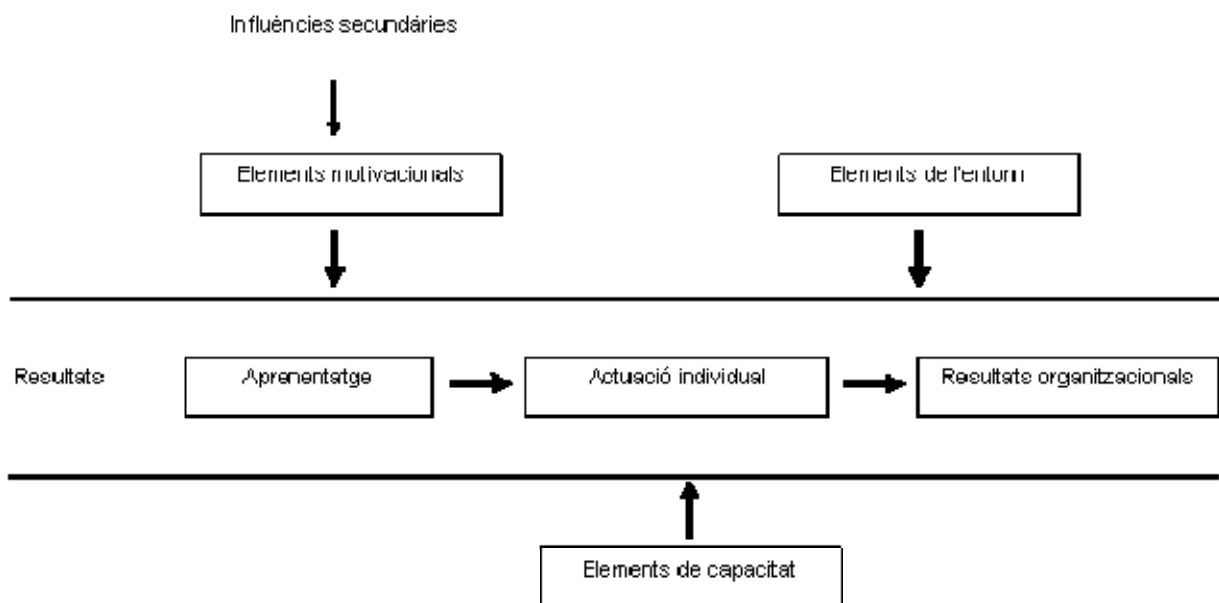 Influències secundàries
Elements motivacionals
Elements de l'entorn
Resultats
Aprenentatge
Actuació individual
Resultats organitzacionals
Elements de capacitat